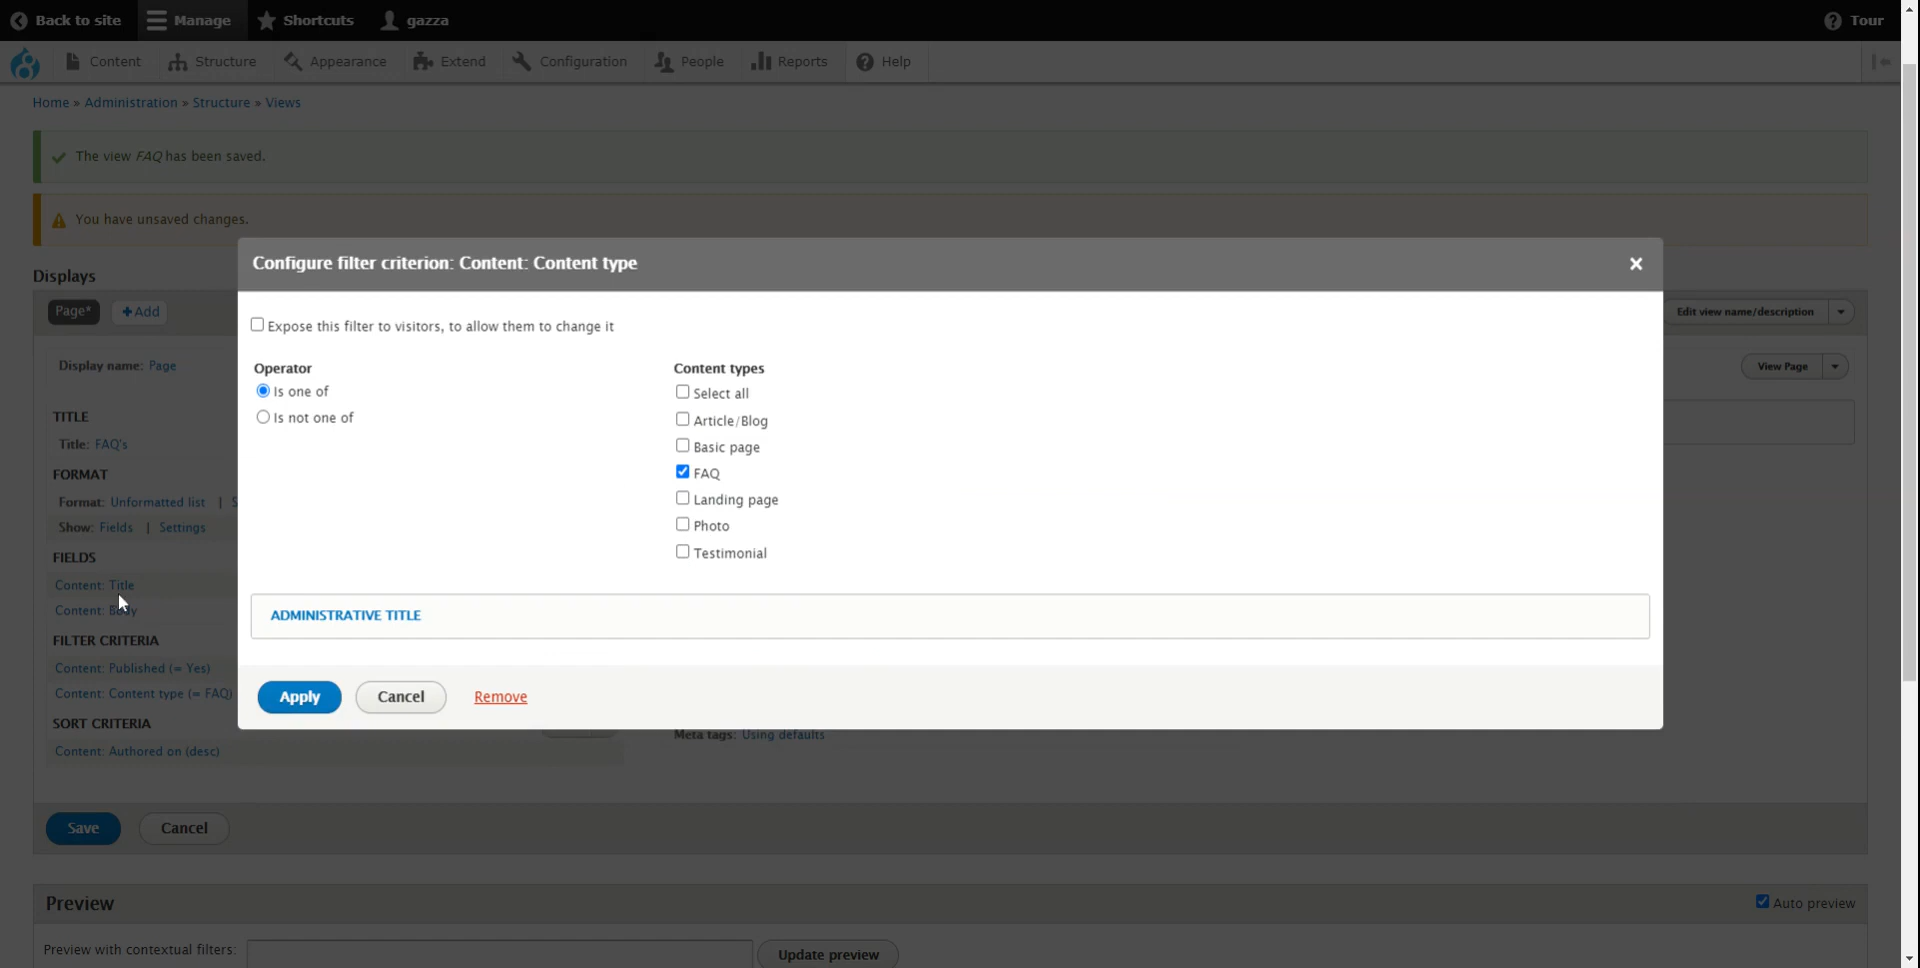 Back to site Manage Shortcuts gazza Tour
Content Structure Appearance Extend Configuration People Reports Help
Home » Administration » Structure » Views
The view FAQ has been saved.
You have unsaved changes.
Displays
Configure filter criterion: Content: Content type
Page* +Add
Edit view name/description
Expose this filter to visitors, to allow them to change it
Display name: Page
View Page
Operator
Is one of
Is not one of
Content types
Select all
Article/Blog
Basic page
FAQ
Landing page
Photo
Testimonial
TITLE
Title: FAQ's
FORMAT
Format: Unformatted list | S
Show: Fields | Settings
FIELDS
Content: Title
Content: Body
ADMINISTRATIVE TITLE
FILTER CRITERIA
Content: Published (= Yes)
Content: Content type (= FAQ)
Apply Cancel Remove
SORT CRITERIA
Content: Authored on (desc)
Meta tags: Using defaults
Save Cancel
Preview
Auto preview
Preview with contextual filters:
Update preview